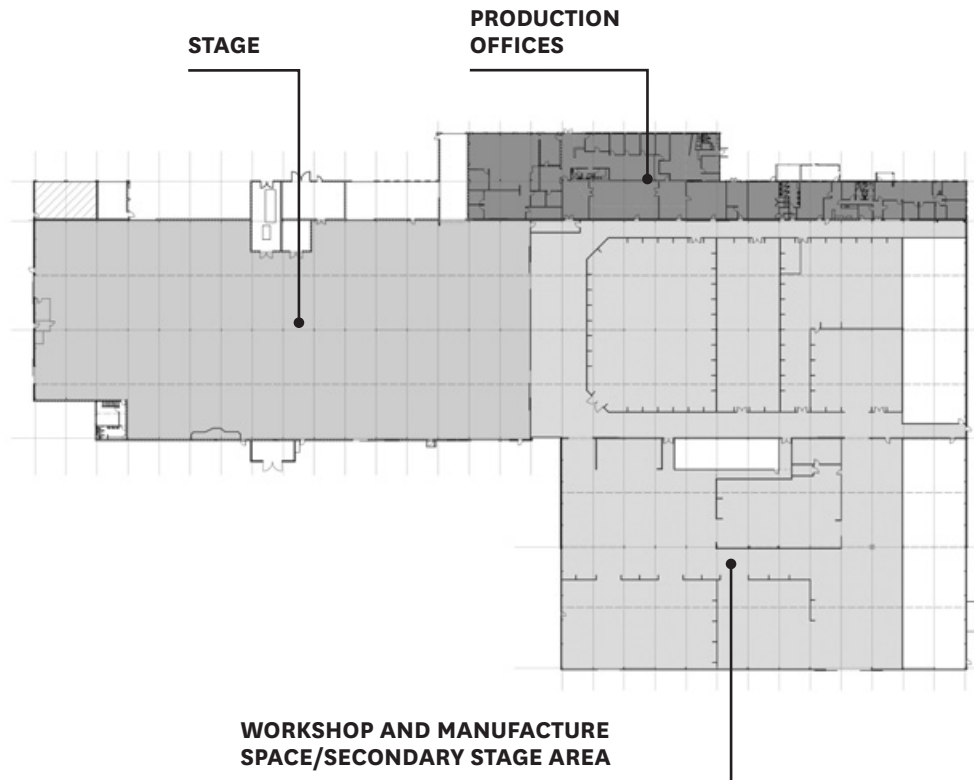 PRODUCTION
OFFICES
STAGE
WORKSHOP AND MANUFACTURE
SPACE/SECONDARY STAGE AREA